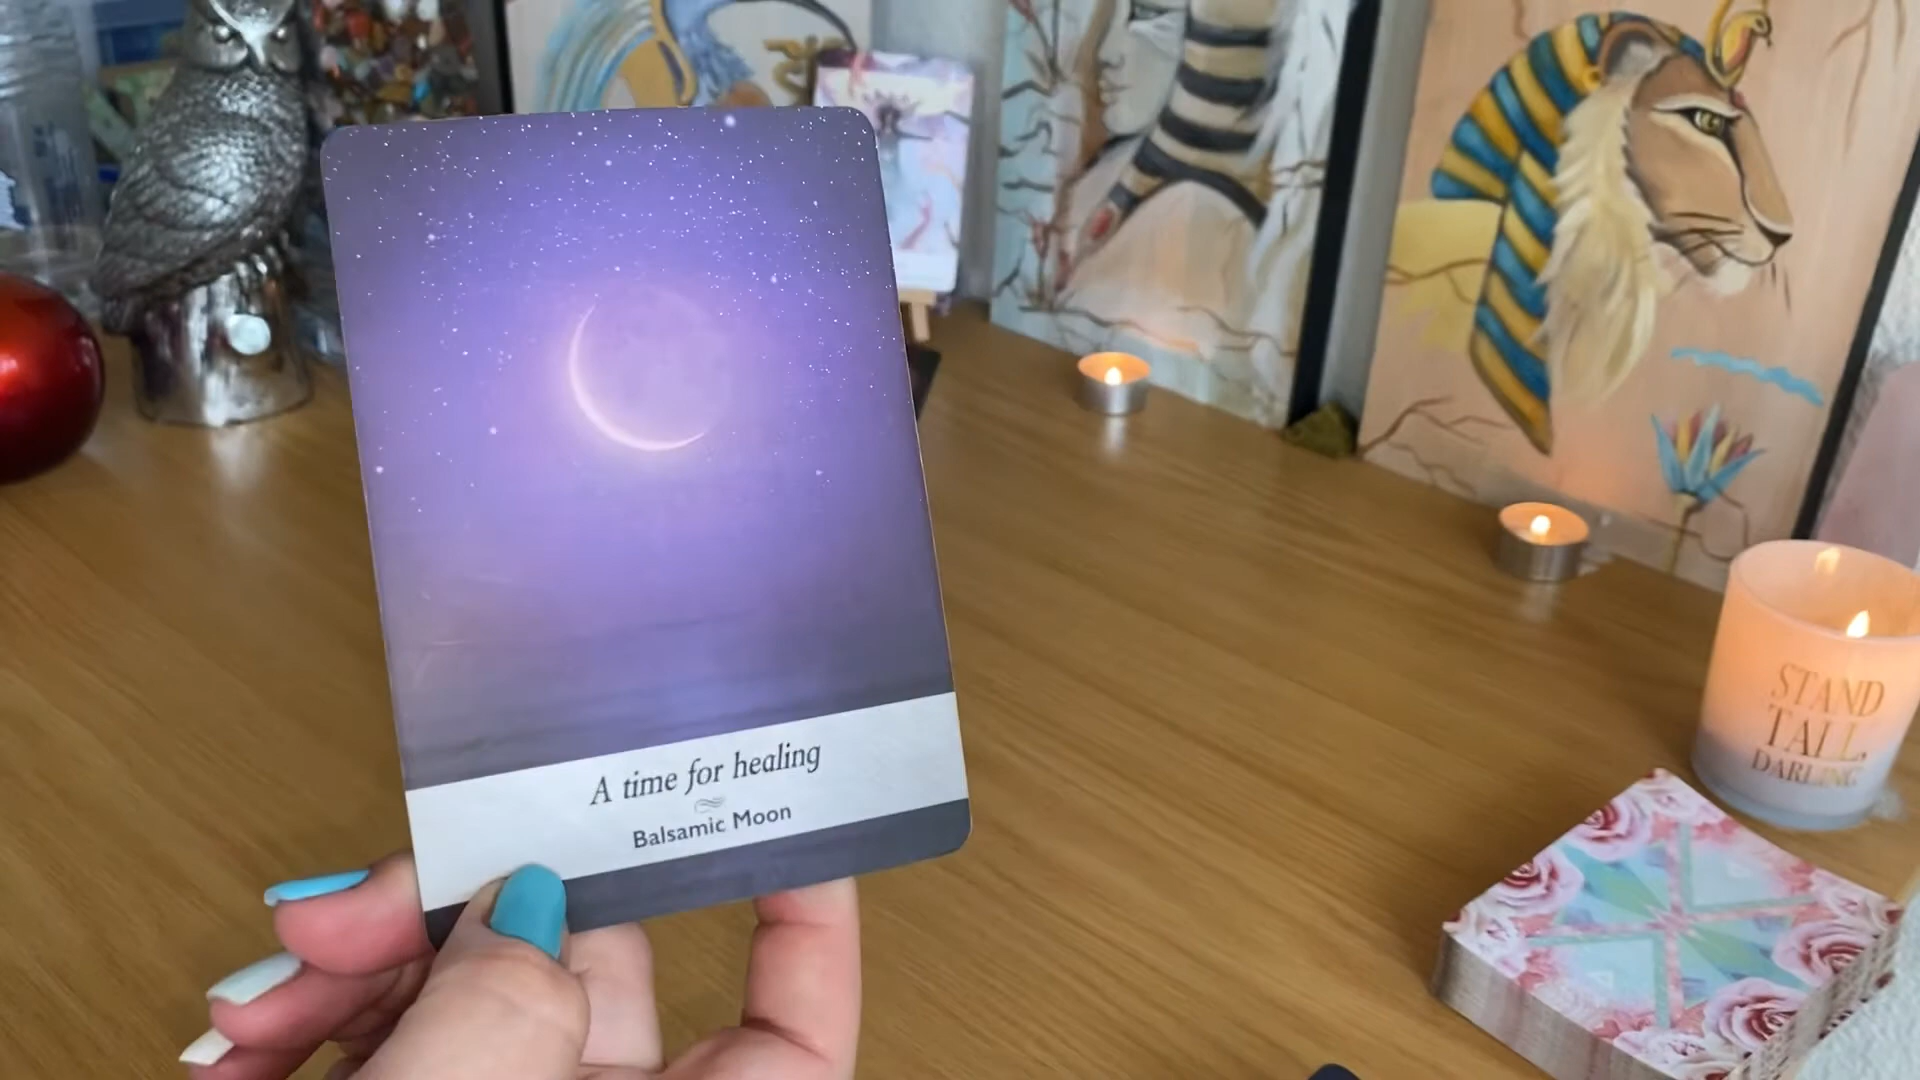 A time for healing
Balsamic Moon
STAND
TALL,
DARLING